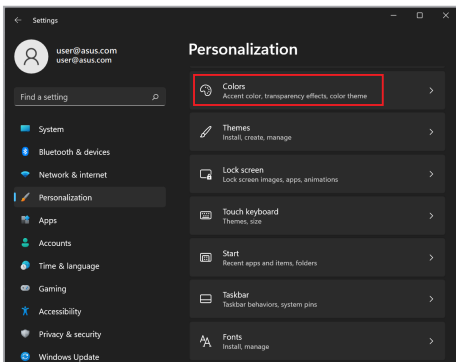 Settings
user@asus.com
user@asus.com
Find a setting
System
Bluetooth & devices
Network & internet
Personalization
Apps
Accounts
Time & language
Gaming
Accessibility
Privacy & security
Windows Update
Personalization
Colors
Accent color, transparency effects, color theme
Themes
Install, create, manage
Lock screen
Lock screen images, apps, animations
Touch keyboard
Themes, size
Start
Recent apps and items, folders
Taskbar
Taskbar behaviors, system pins
Fonts
Install, manage